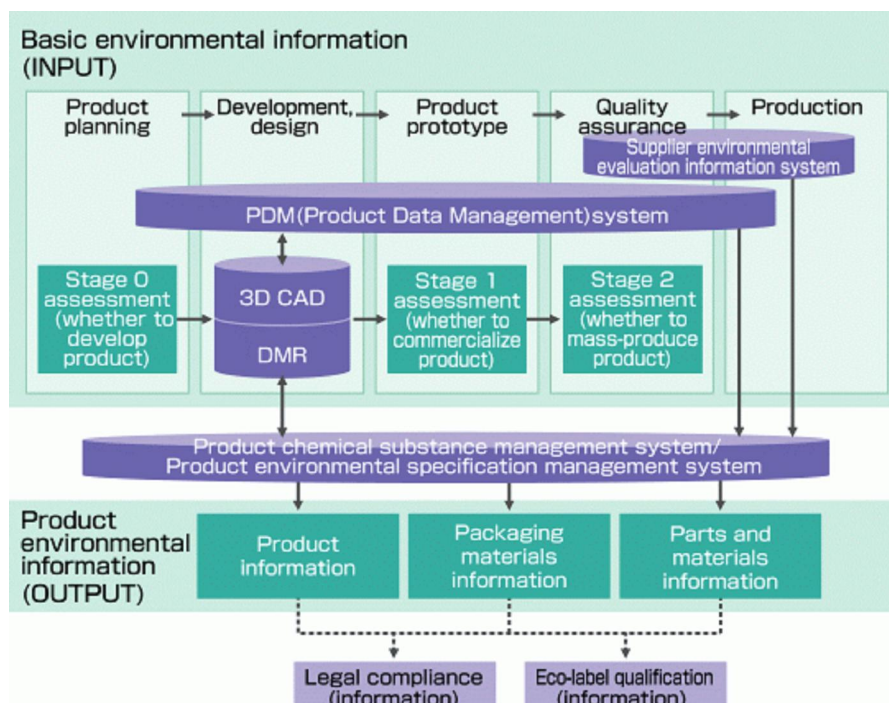 Basic environmental information
(INPUT)
Product
planning
Development,
design
Product
prototype
Quality
assurance
Production
Supplier environmental
evaluation information system
PDM(Product Data Management)system
Stage 0
assessment
(whether to
develop
product)
3D CAD
DMR
Stage 1
assessment
(whether to
commercialize
product)
Stage 2
assessment
(whether to
mass-produce
product)
Product chemical substance management system/
Product environmental specification management system
Product
environmental
information
(OUTPUT)
Product
information
Packaging
materials
information
Parts and
materials
information
Legal compliance
(information)
Eco-label qualification
(information)